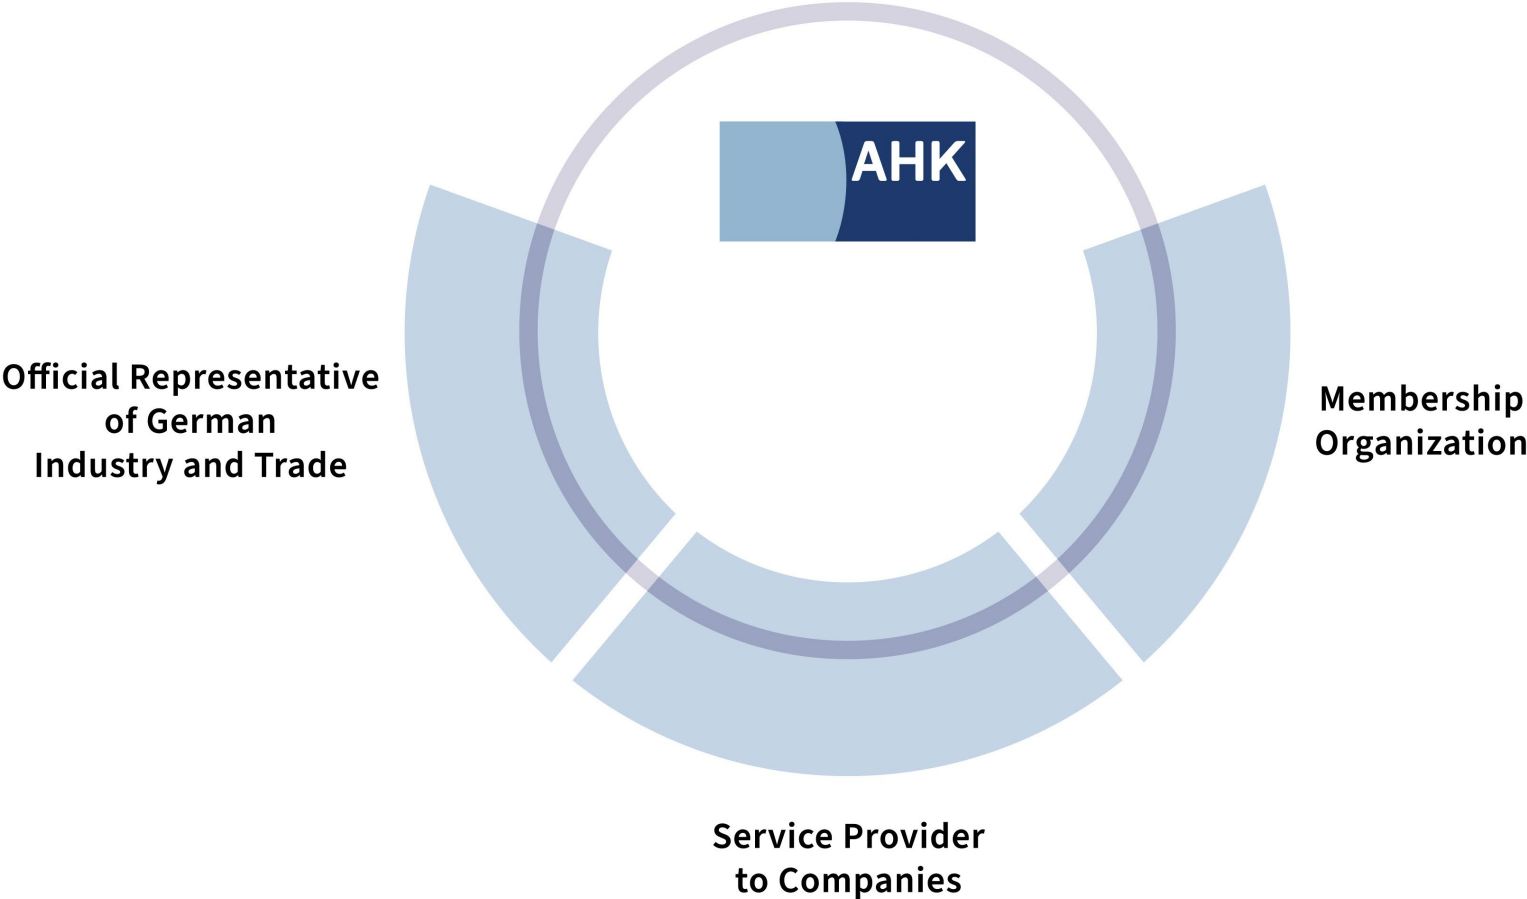 AHK
Official Representative
of German
Industry and Trade
Membership
Organization
Service Provider
to Companies